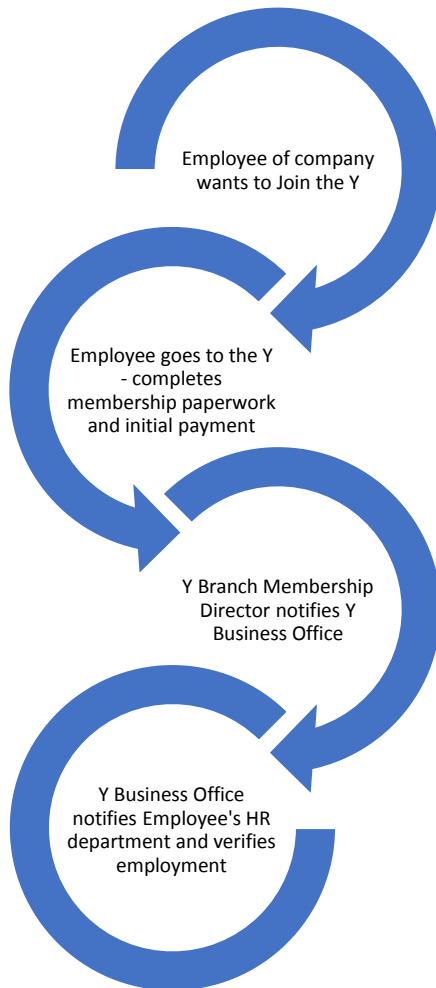 Employee of company
wants to Join the Y
Employee goes to the Y
- completes
membership paperwork
and initial payment
Y Branch Membership
Director notifies Y
Business Office
Y Business Office
notifies Employee's HR
department and verifies
employment